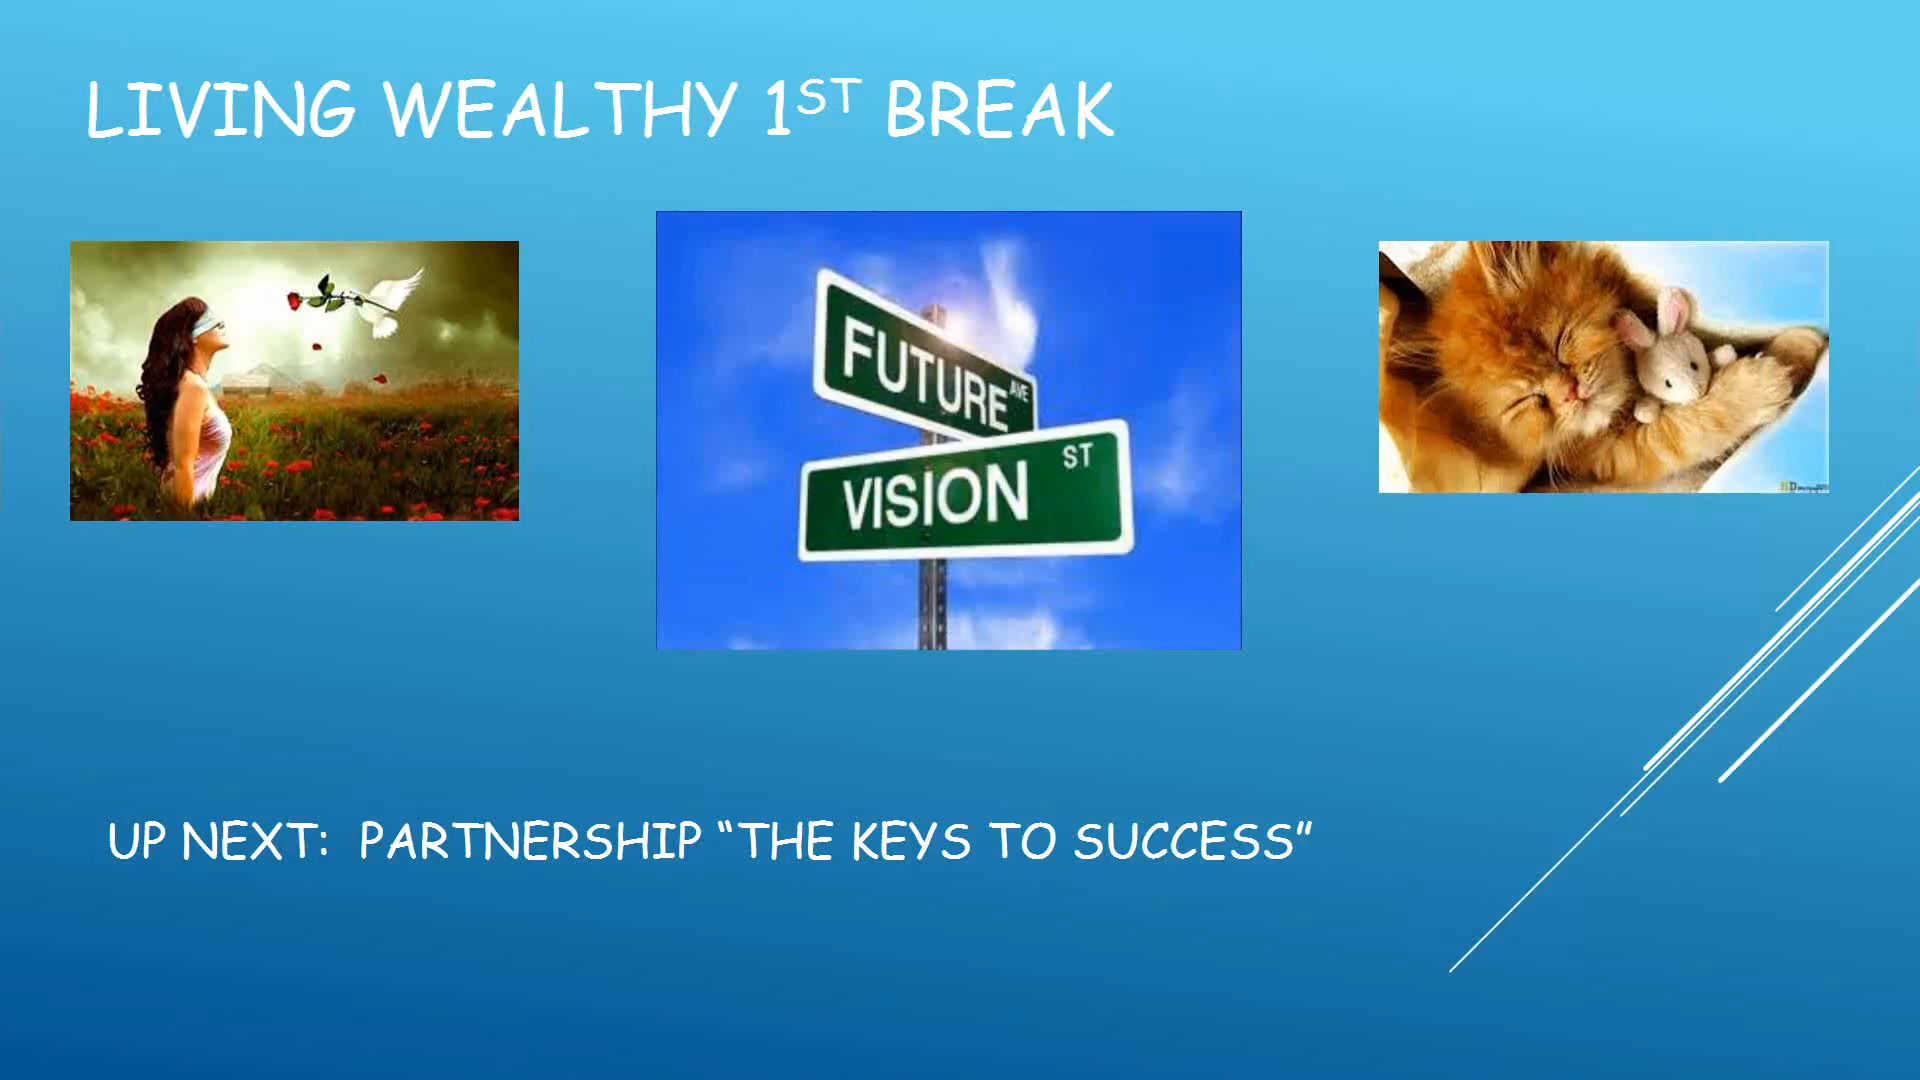 LIVING WEALTHY 1ST BREAK
FUTURE AVE
VISION ST
UP NEXT: PARTNERSHIP “THE KEYS TO SUCCESS”